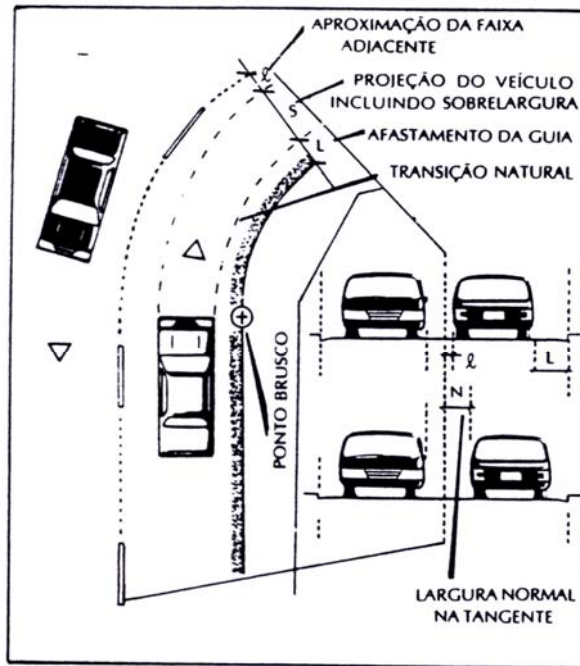 APROXIMAÇÃO DA FAIXA
ADJACENTE
PROJEÇÃO DO VEÍCULO
INCLUINDO SOBRELARGURA
AFASTAMENTO DA GUIA
TRANSIÇÃO NATURAL
ℓ
S
L
PONTO BRUSCO
ℓ
L
N
LARGURA NORMAL
NA TANGENTE